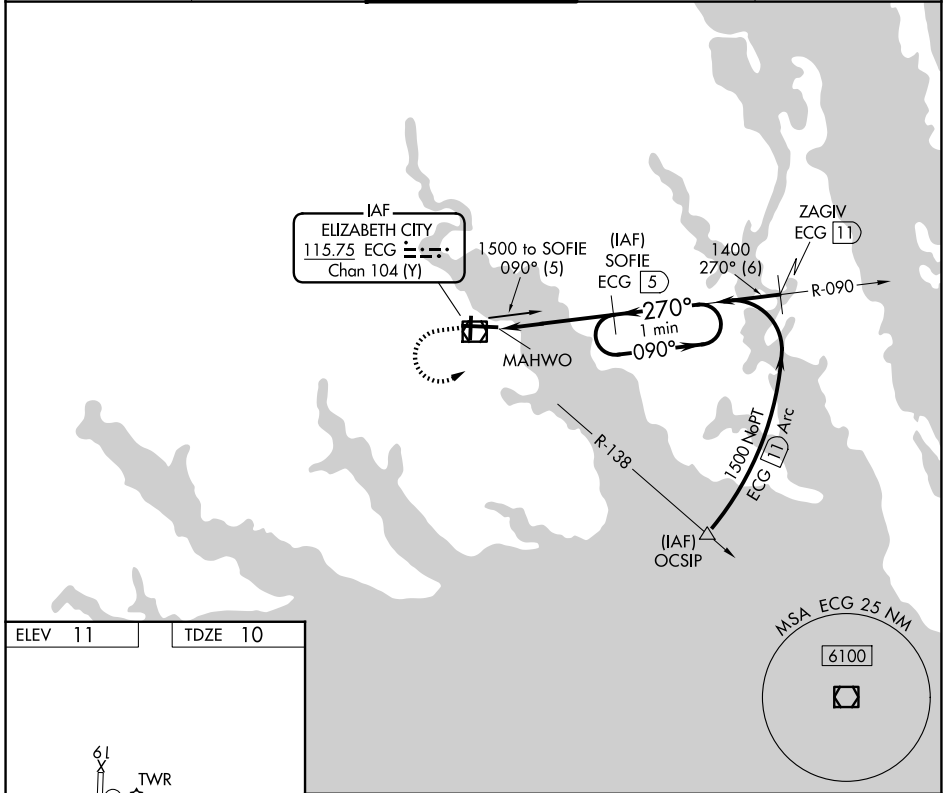 IAF
ELIZABETH CITY
115.75 ECG
Chan 104 (Y)
1500 to SOFIE
090° (5)
(IAF)
SOFIE
ECG 5
1400
270° (6)
ZAGIV
ECG 11
R-090
270°
1 min
090°
MAHWO
R-138
1500 NoPT
ECG 11 Arc
(IAF)
OCSIP
MSA ECG 25 NM
6100
ELEV 11
TDZE 10
19
TWR